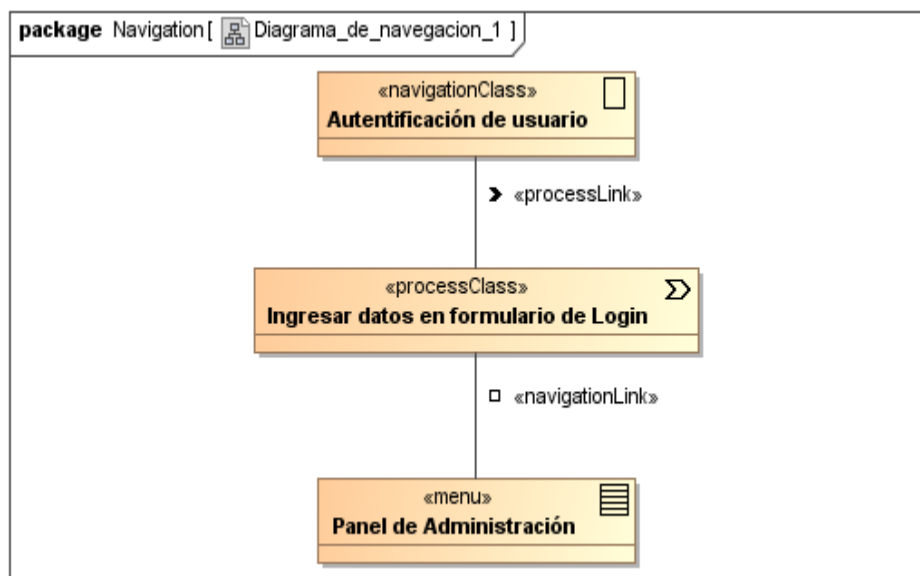 package Navigation[ Diagrama_de_navegacion_1 ]
«navigationClass»
Autentificación de usuario
«processLink»
«processClass»
Ingresar datos en formulario de Login
«navigationLink»
«menu»
Panel de Administración